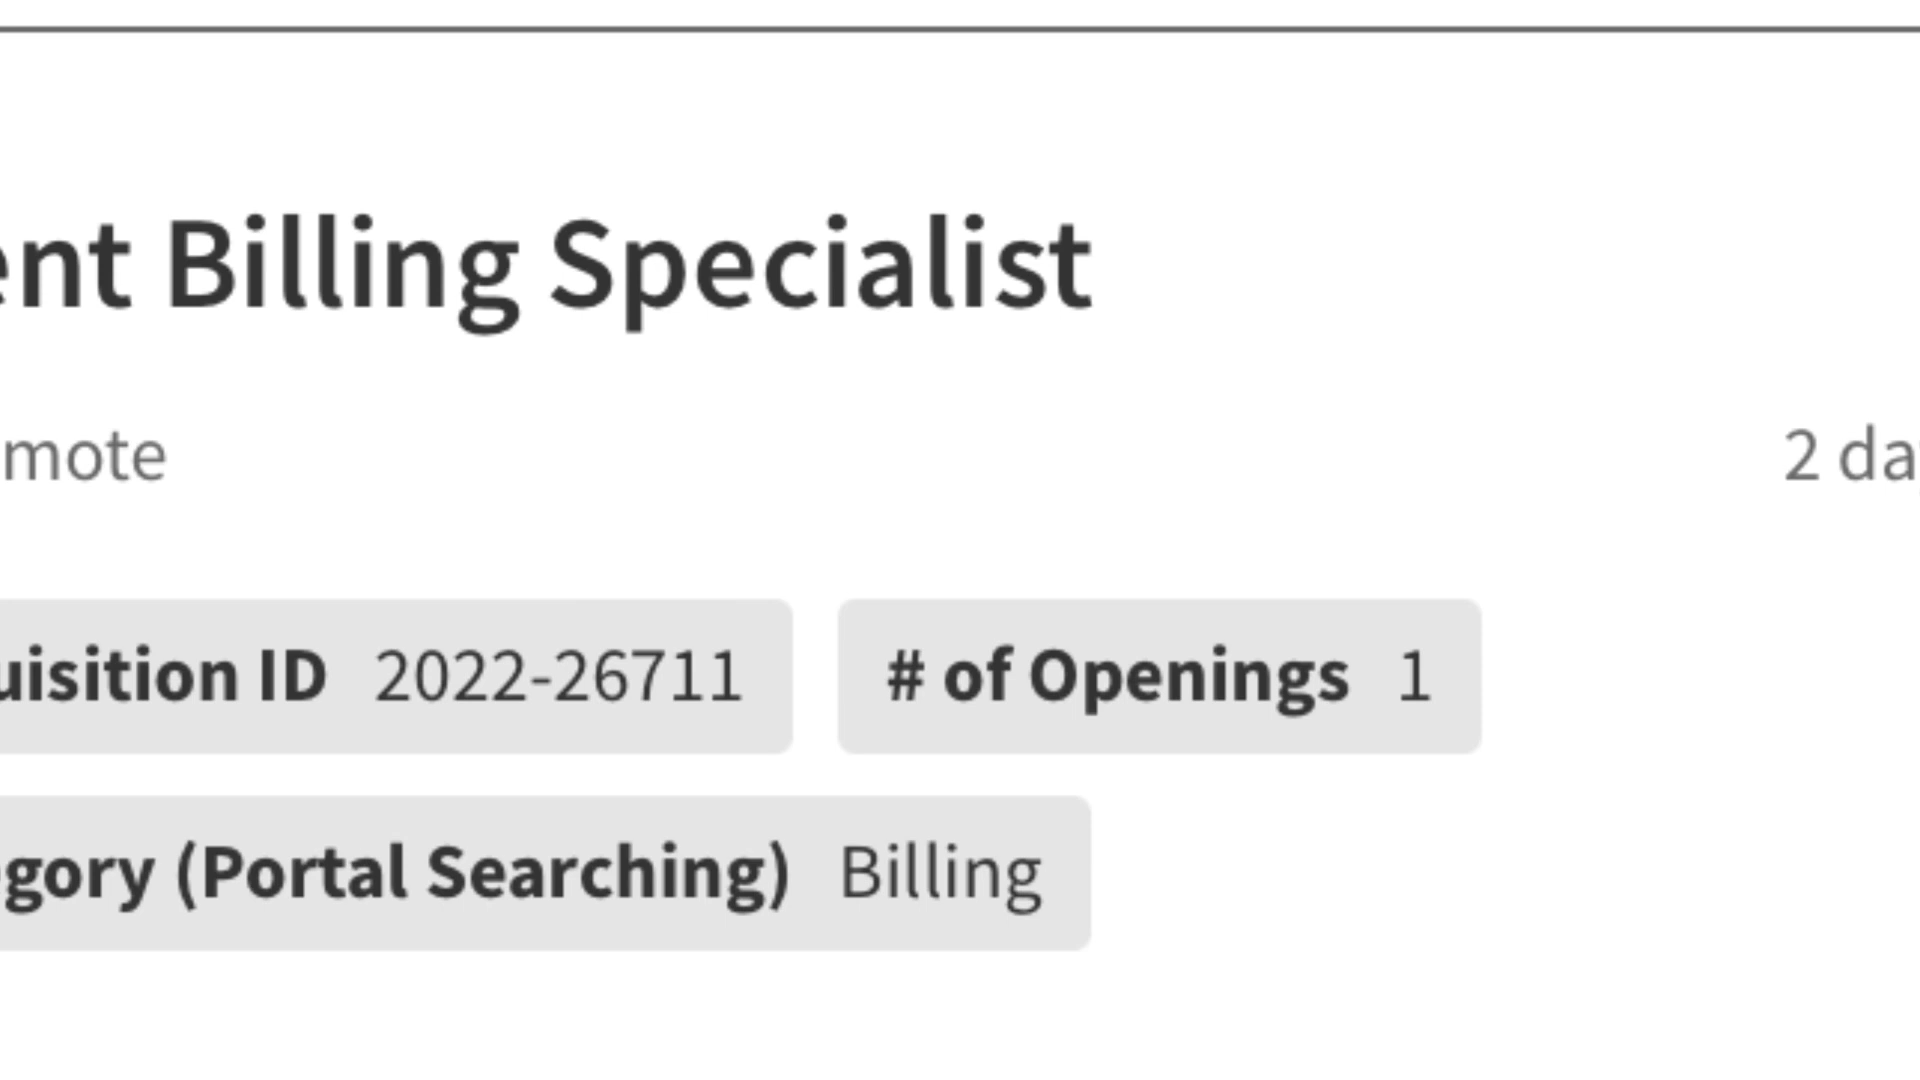 ent Billing Specialist
mote 2 da
uisition ID 2022-26711 # of Openings 1
gory (Portal Searching) Billing